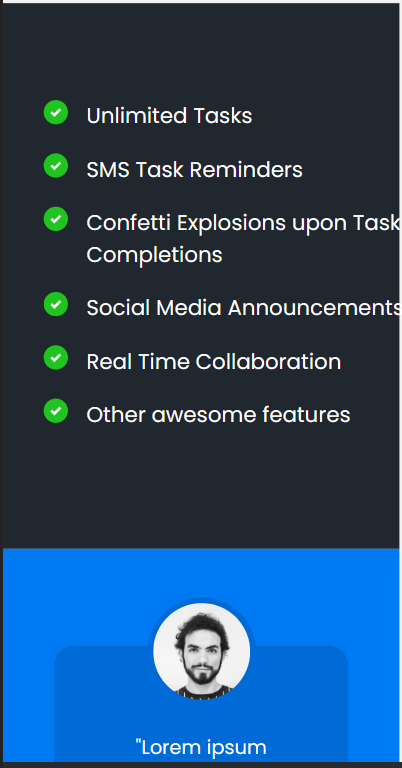 Unlimited Tasks
SMS Task Reminders
Confetti Explosions upon Task
Completions
Social Media Announcements
Real Time Collaboration
Other awesome features
"Lorem ipsum